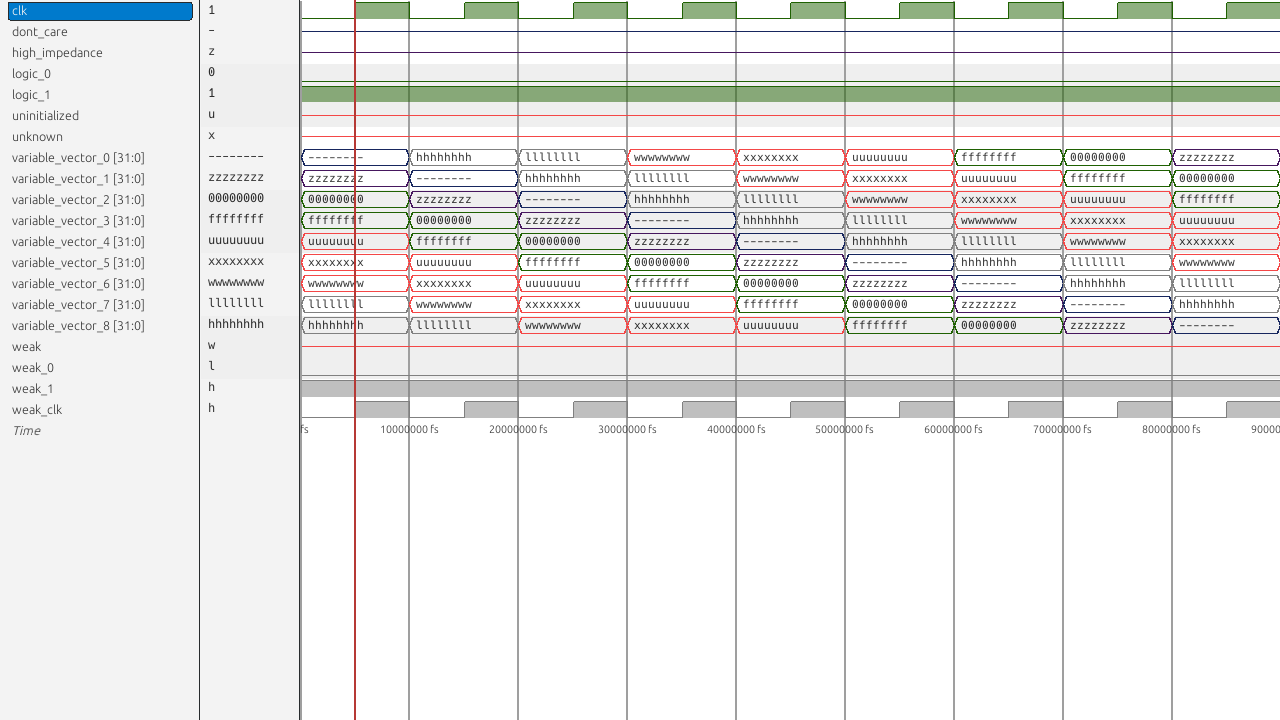 clk 1
dont_care –
high_impedance z
logic_0 0
logic_1 1
uninitialized u
unknown x
variable_vector_0 [31:0] -------- -------- hhhhhhhh llllllll wwwwwwww xxxxxxxx uuuuuuuu ffffffff 00000000 zzzzzzzz
variable_vector_1 [31:0] zzzzzzzz zzzzzzzz -------- hhhhhhhh llllllll wwwwwwww xxxxxxxx uuuuuuuu ffffffff 00000000
variable_vector_2 [31:0] 00000000 00000000 zzzzzzzz -------- hhhhhhhh llllllll wwwwwwww xxxxxxxx uuuuuuuu ffffffff
variable_vector_3 [31:0] ffffffff ffffffff 00000000 zzzzzzzz -------- hhhhhhhh llllllll wwwwwwww xxxxxxxx uuuuuuuu
variable_vector_4 [31:0] uuuuuuuu uuuuuuuu ffffffff 00000000 zzzzzzzz -------- hhhhhhhh llllllll wwwwwwww xxxxxxxx
variable_vector_5 [31:0] xxxxxxxx xxxxxxxx uuuuuuuu ffffffff 00000000 zzzzzzzz -------- hhhhhhhh llllllll wwwwwwww
variable_vector_6 [31:0] wwwwwwww wwwwwwww xxxxxxxx uuuuuuuu ffffffff 00000000 zzzzzzzz -------- hhhhhhhh llllllll
variable_vector_7 [31:0] llllllll llllllll wwwwwwww xxxxxxxx uuuuuuuu ffffffff 00000000 zzzzzzzz -------- hhhhhhhh
variable_vector_8 [31:0] hhhhhhhh hhhhhhhh llllllll wwwwwwww xxxxxxxx uuuuuuuu ffffffff 00000000 zzzzzzzz --------
weak w
weak_0 l
weak_1 h
weak_clk h
Time fs 10000000 fs 20000000 fs 30000000 fs 40000000 fs 50000000 fs 60000000 fs 70000000 fs 80000000 fs 90000